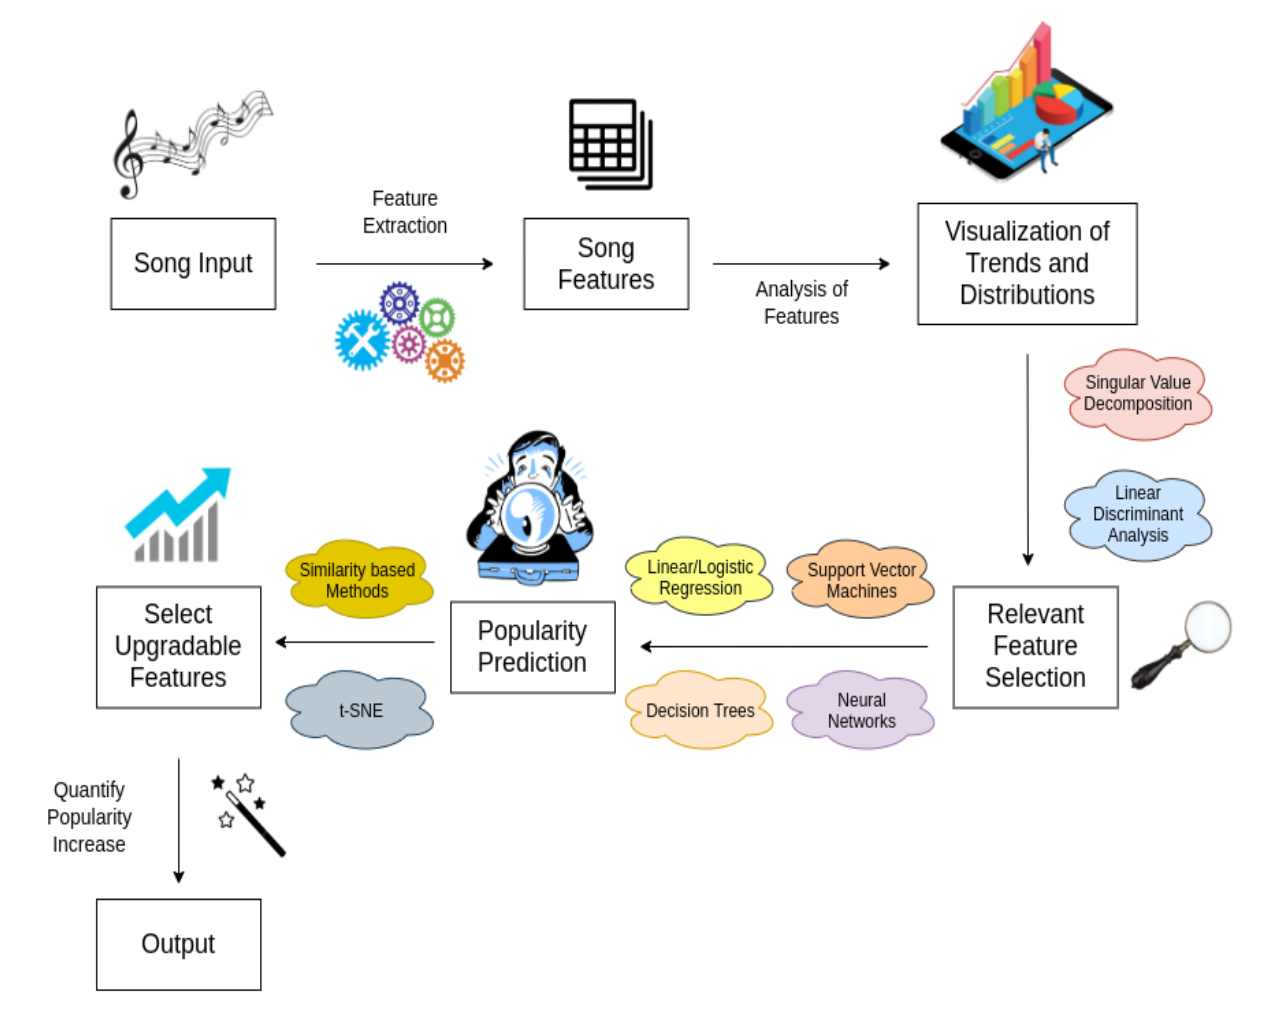 Song Input
Feature
Extraction
Song
Features
Analysis of
Features
Visualization of
Trends and
Distributions
Singular Value
Decomposition
Linear
Discriminant
Analysis
Relevant
Feature
Selection
Support Vector
Machines
Linear/Logistic
Regression
Neural
Networks
Decision Trees
Popularity
Prediction
Similarity based
Methods
t-SNE
Select
Upgradable
Features
Quantify
Popularity
Increase
Output